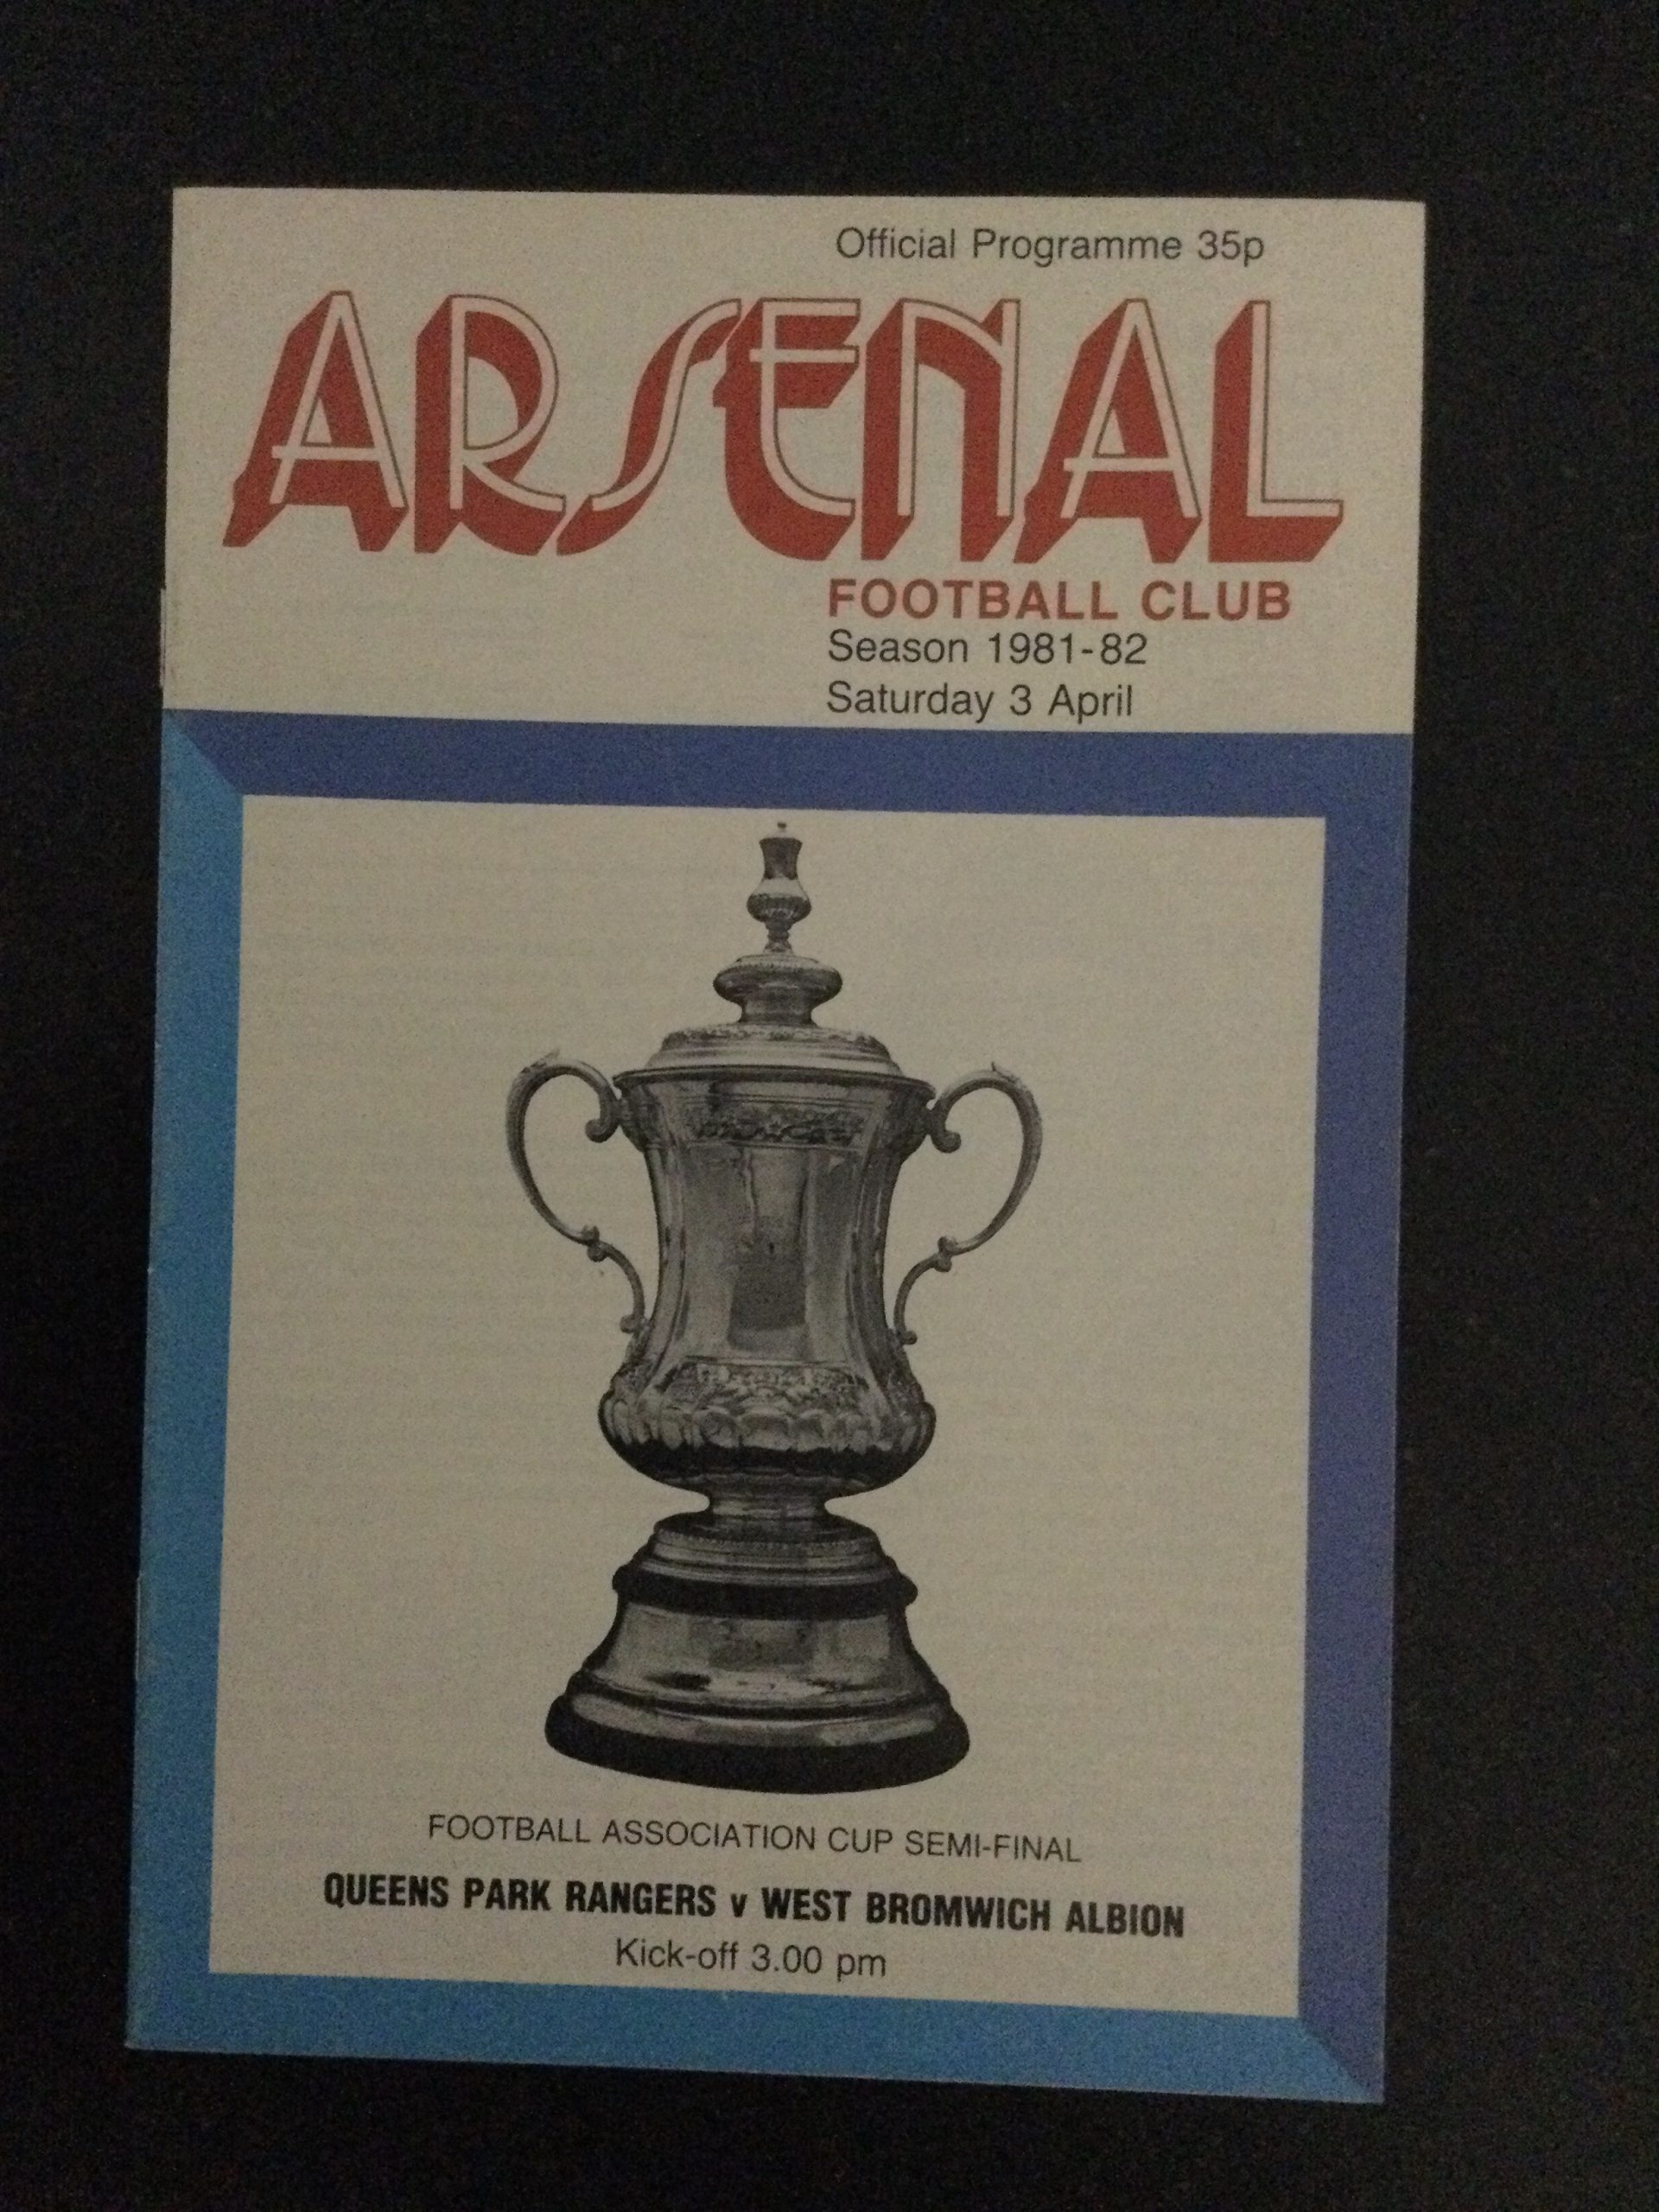 Official Programme 35p
ARSENAL
FOOTBALL CLUB
Season 1981-82
Saturday 3 April
FOOTBALL ASSOCIATION CUP SEMI-FINAL
QUEENS PARK RANGERS v WEST BROMWICH ALBION
Kick-off 3.00 pm